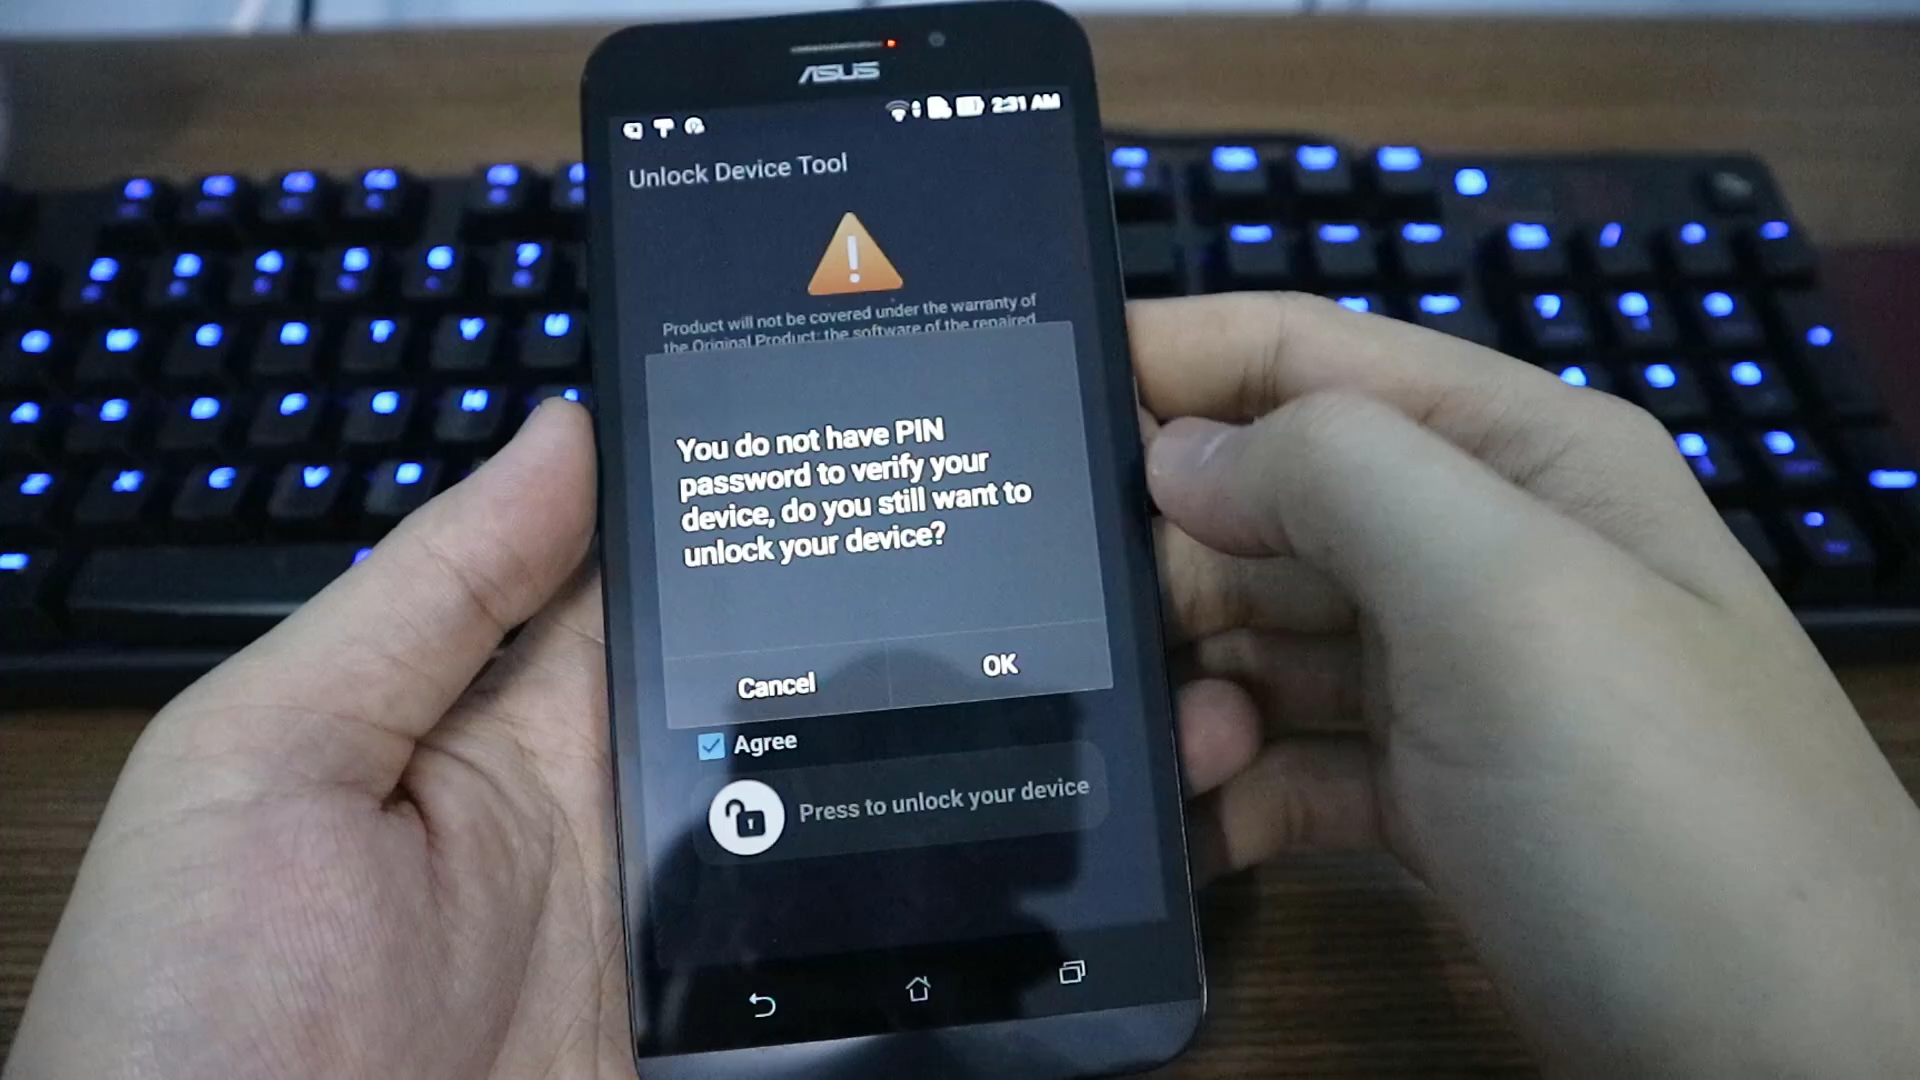 ASUS
2:31 AM
Unlock Device Tool
Product will not be covered under the warranty of
the Original Product; the software of the repaired
You do not have PIN
password to verify your
device, do you still want to
unlock your device?
Cancel
OK
Agree
Press to unlock your device